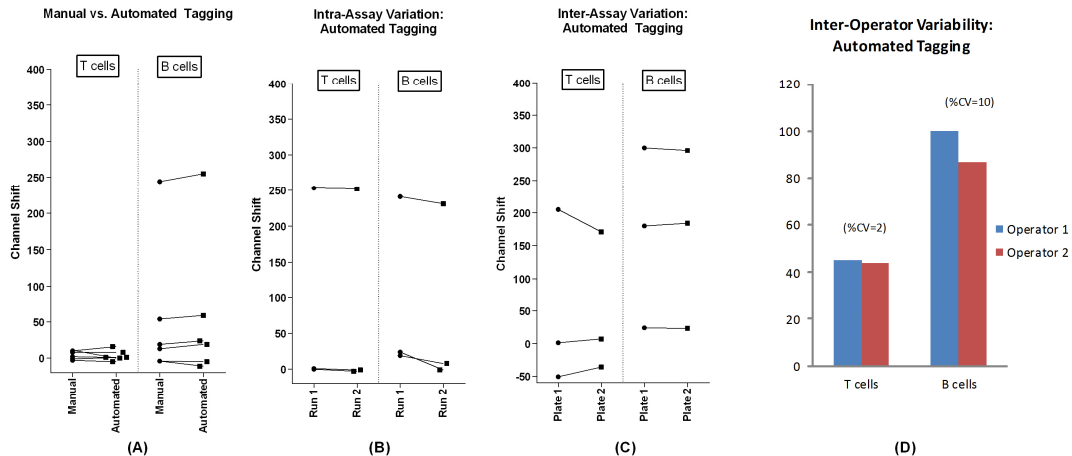 Manual vs. Automated Tagging
T cells
B cells
400
350
300
250
200
150
100
50
0
Channel Shift
Manual
Automated
Manual
Automated
(A)
Intra-Assay Variation:
Automated Tagging
T cells
B cells
400
350
300
250
200
150
100
50
0
Channel Shift
Run 1
Run 2
Run 1
Run 2
(B)
Inter-Assay Variation:
Automated Tagging
T cells
B cells
400
350
300
250
200
150
100
50
0
-50
Channel Shift
Plate 1
Plate 2
Plate 1
Plate 2
(C)
Inter-Operator Variability:
Automated Tagging
120
100
80
60
40
20
0
(%CV=2)
(%CV=10)
T cells
B cells
Operator 1
Operator 2
(D)